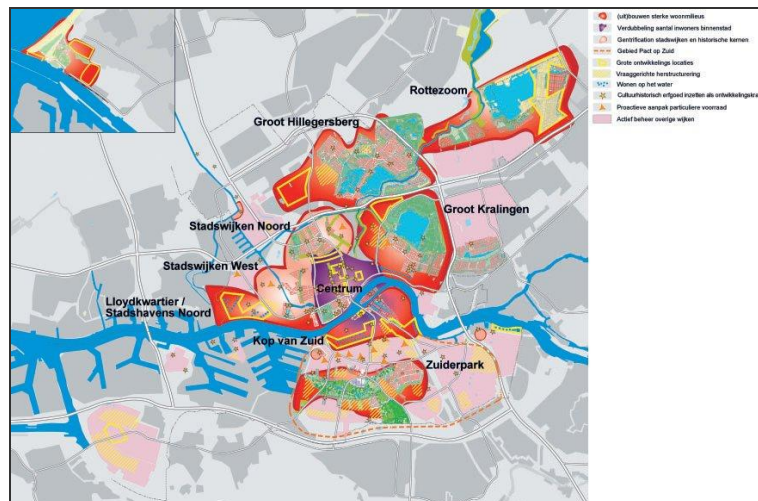 Rottezoom
Groot Hillegersberg
Groot Kralingen
Stadswijken Noord
Stadswijken West
Centrum
Lloydkwartier /
Stadshavens Noord
Kop van Zuid
Zuiderpark
(uit)bouwen sterke woonmilieus
Verdubbeling aantal inwoners binnenstad
Gentrification stadswijken en historische kernen
Gebied Pact op Zuid
Grote ontwikkelings locaties
Vraaggerichte herstructurering
Wonen op het water
Cultuurhistorisch erfgoed inzetten als ontwikkelingskra
Proactieve aanpak particuliere voorraad
Actief beheer overige wijken